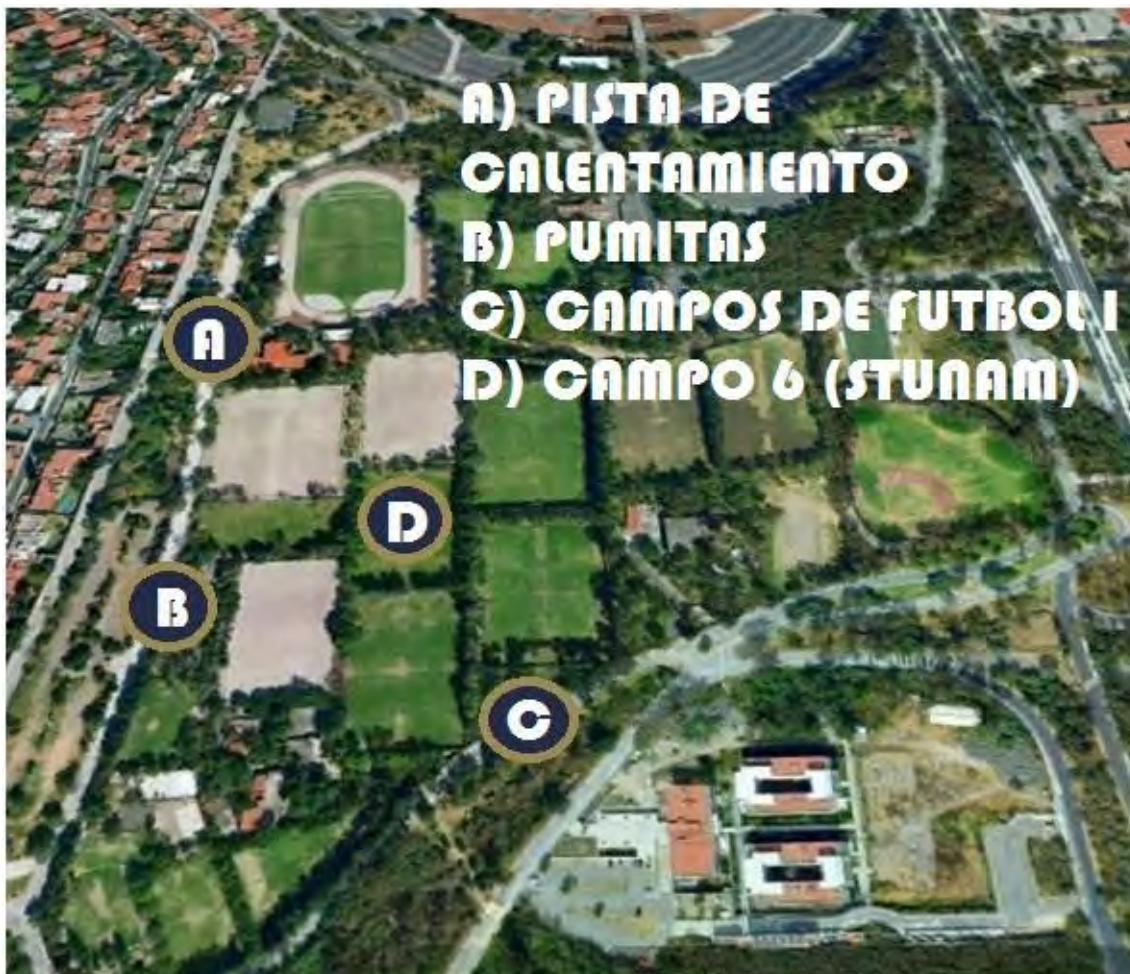 A) PISTA DE
CALENTAMIENTO
B) PUMITAS
C) CAMPOS DE FUTBOL I
D) CAMPO 6 (STUNAM)
A
D
B
C